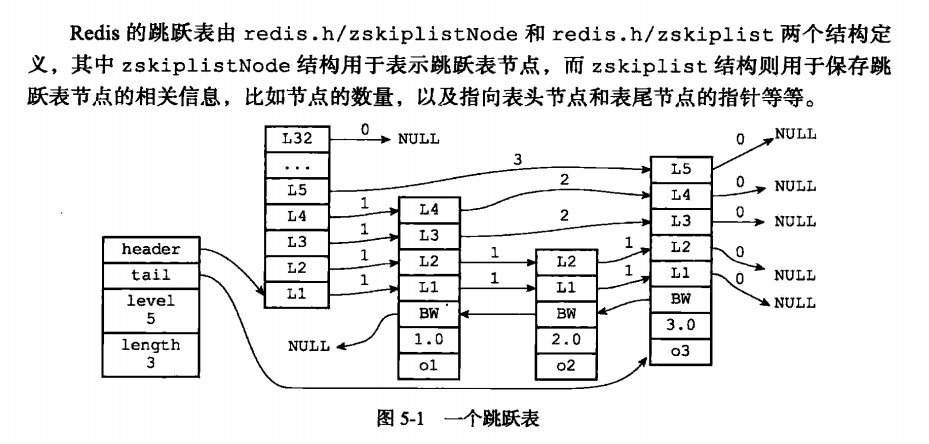 Redis 的跳跃表由 redis.h/zskiplistNode 和 redis.h/zskiplist 两个结构定
义，其中 zskiplistNode 结构用于表示跳跃表节点，而 zskiplist 结构则用于保存跳
跃表节点的相关信息，比如节点的数量，以及指向表头节点和表尾节点的指针等等。
header
tail
level
5
length
3
L32
...
L5
L4
L3
L2
L1
0
NULL
3
1
1
1
1
L4
L3
L2
L1
BW
1.0
o1
NULL
2
2
1
1
L2
L1
BW
2.0
o2
1
1
L5
L4
L3
L2
L1
BW
3.0
o3
0
NULL
0
NULL
0
NULL
0
NULL
0
NULL
图 5-1 一个跳跃表